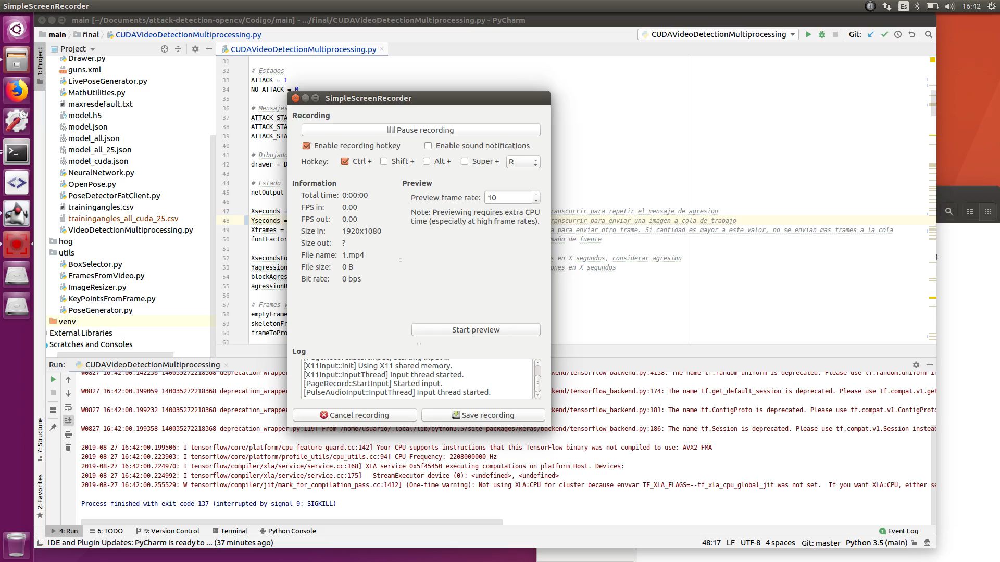 SimpleScreenRecorder
Es
16:42
main [~/Documents/attack-detection-opencv/Codigo/main] - .../final/CUDAVideoDetectionMultiprocessing.py - PyCharm
main
final
CUDAVideoDetectionMultiprocessing.py
CUDAVideoDetectionMultiprocessing
Git:
1: Project
Project
CUDAVideoDetectionMultiprocessing.py
Drawer.py
guns.xml
LivePoseGenerator.py
MathUtilities.py
maxresdefault.txt
model.h5
model.json
model_all.json
model_all_25.json
model_cuda.json
NeuralNetwork.py
OpenPose.py
PoseDetectorFatClient.py
trainingangles.csv
trainingangles_all_cuda_25.csv
VideoDetectionMultiprocessing.py
hog
utils
BoxSelector.py
FramesFromVideo.py
ImageResizer.py
KeyPointsFromFrame.py
PoseGenerator.py
venv
External Libraries
Scratches and Consoles
31
32 # Estados
33 ATTACK = 1
34 NO_ATTACK = 0
35
36 # Mensajes
37 ATTACK_STA
38 ATTACK_STA
39 ATTACK_STA
40
41 # Dibujado
42 drawer = D
43
44 # Estado
45 netOutput
46
47 Xseconds = ranscurrir para repetir el mensaje de agresion
48 Yseconds = ranscurrir para enviar una imagen a cola de trabajo
49 Xframes = a para enviar otro frame. Si cantidad es mayor a este valor, no se envian mas frames a la cola
50 fontFactor maño de fuente
51
52 XsecondsFo s en X segundos, considerar agresion
53 Yagression ones en X segundos
54 blockAgres
55 agressionB
56
57 # Frames v
58 emptyFrame
59 skeletonFr
60 frameToPro
61
SimpleScreenRecorder
Recording
Pause recording
Enable recording hotkey
Enable sound notifications
Hotkey: Ctrl + Shift + Alt + Super + R
Information
Total time: 0:00:00
FPS in: 0.00
FPS out: 0.00
Size in: 1920x1080
Size out: ?
File name: 1.mp4
File size: 0 B
Bit rate: 0 bps
Preview
Preview frame rate: 10
Note: Previewing requires extra CPU
time (especially at high frame rates).
Start preview
Log
[X11Input::Init] Using X11 shared memory.
[X11Input::InputThread] Input thread started.
[PageRecord::StartInput] Started input.
[PulseAudioInput::InputThread] Input thread started.
Cancel recording
Save recording
Run:
CUDAVideoDetectionMultiprocessing
W0827 16:42:00.142236 140035272218368 deprecation_wrapper. kend/tensorflow_backend.py:4138: The name tf.random_uniform is deprecated. Please use tf.random.uniform in
W0827 16:42:00.199059 140035272218368 deprecation_wrapper. kend/tensorflow_backend.py:174: The name tf.get_default_session is deprecated. Please use tf.compat.v1.get
W0827 16:42:00.199232 140035272218368 deprecation_wrapper. kend/tensorflow_backend.py:181: The name tf.ConfigProto is deprecated. Please use tf.compat.v1.ConfigProto
W0827 16:42:00.199358 140035272218368 deprecation_wrapper.py:119] From /home/usuario/.local/lib/python3.5/site-packages/keras/backend/tensorflow_backend.py:186: The name tf.Session is deprecated. Please use tf.compat.v1.Session instead
2019-08-27 16:42:00.199506: I tensorflow/core/platform/cpu_feature_guard.cc:142] Your CPU supports instructions that this TensorFlow binary was not compiled to use: AVX2 FMA
2019-08-27 16:42:00.223903: I tensorflow/core/platform/profile_utils/cpu_utils.cc:94] CPU Frequency: 2208000000 Hz
2019-08-27 16:42:00.224970: I tensorflow/compiler/xla/service/service.cc:168] XLA service 0x5f45450 executing computations on platform Host. Devices:
2019-08-27 16:42:00.224992: I tensorflow/compiler/xla/service/service.cc:175] StreamExecutor device (0): <undefined>, <undefined>
2019-08-27 16:42:00.255529: W tensorflow/compiler/jit/mark_for_compilation_pass.cc:1412] (One-time warning): Not using XLA:CPU for cluster because envvar TF_XLA_FLAGS=--tf_xla_cpu_global_jit was not set. If you want XLA:CPU, either se
Process finished with exit code 137 (interrupted by signal 9: SIGKILL)
7: Structure
2: Favorites
4: Run
6: TODO
9: Version Control
Terminal
Python Console
1 Event Log
IDE and Plugin Updates: PyCharm is ready to ... (37 minutes ago)
48:17 LF UTF-8 4 spaces Git: master Python 3.5 (main)